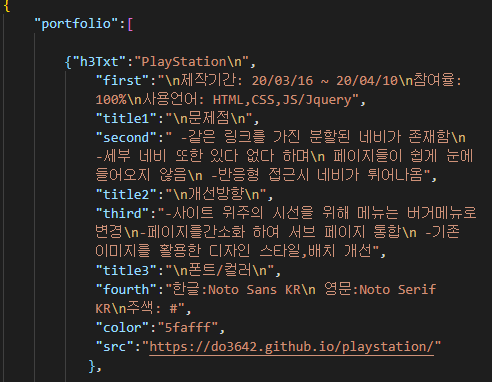 {
"portfolio":[
{"h3Txt":"PlayStation\n",
"first":"\n제작기간: 20/03/16 ~ 20/04/10\n참여율:
100%\n사용언어: HTML,CSS,JS/Jquery",
"title1":"\n문제점\n",
"second":" -같은 링크를 가진 분할된 네비가 존재함\n
-세부 네비 또한 있다 없다 하며\n 페이지들이 쉽게 눈에
들어오지 않음\n -반응형 접근시 네비가 튀어나옴",
"title2":"\n개선방향\n",
"third":"-사이트 위주의 시선을 위해 메뉴는 버거메뉴로
변경\n-페이지를간소화 하여 서브 페이지 통합\n -기존
이미지를 활용한 디자인 스타일,배치 개선",
"title3":"\n폰트/컬러\n",
"fourth":"한글:Noto Sans KR\n 영문:Noto Serif
KR\n주색: #",
"color":"5fafff",
"src":"https://do3642.github.io/playstation/"
},